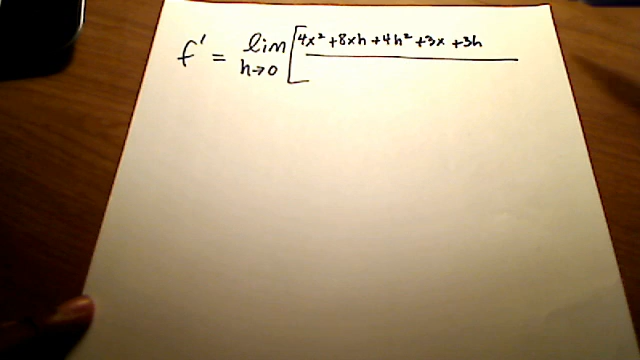 f' = lim h→0 [4x² + 8xh + 4h² + 3x + 3h